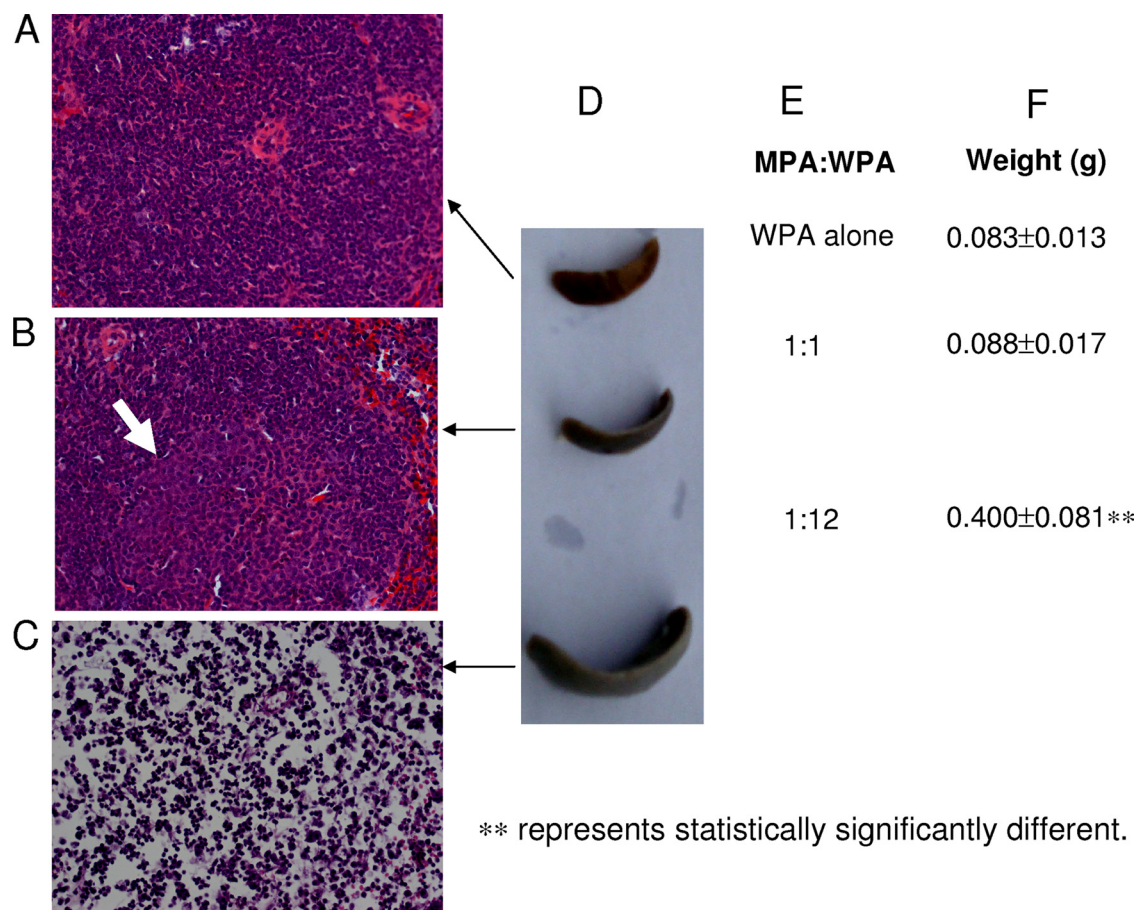 A
B
C
D
E
F
MPA:WPA
Weight (g)
WPA alone
0.083±0.013
1:1
0.088±0.017
1:12
0.400±0.081**
** represents statistically significantly different.